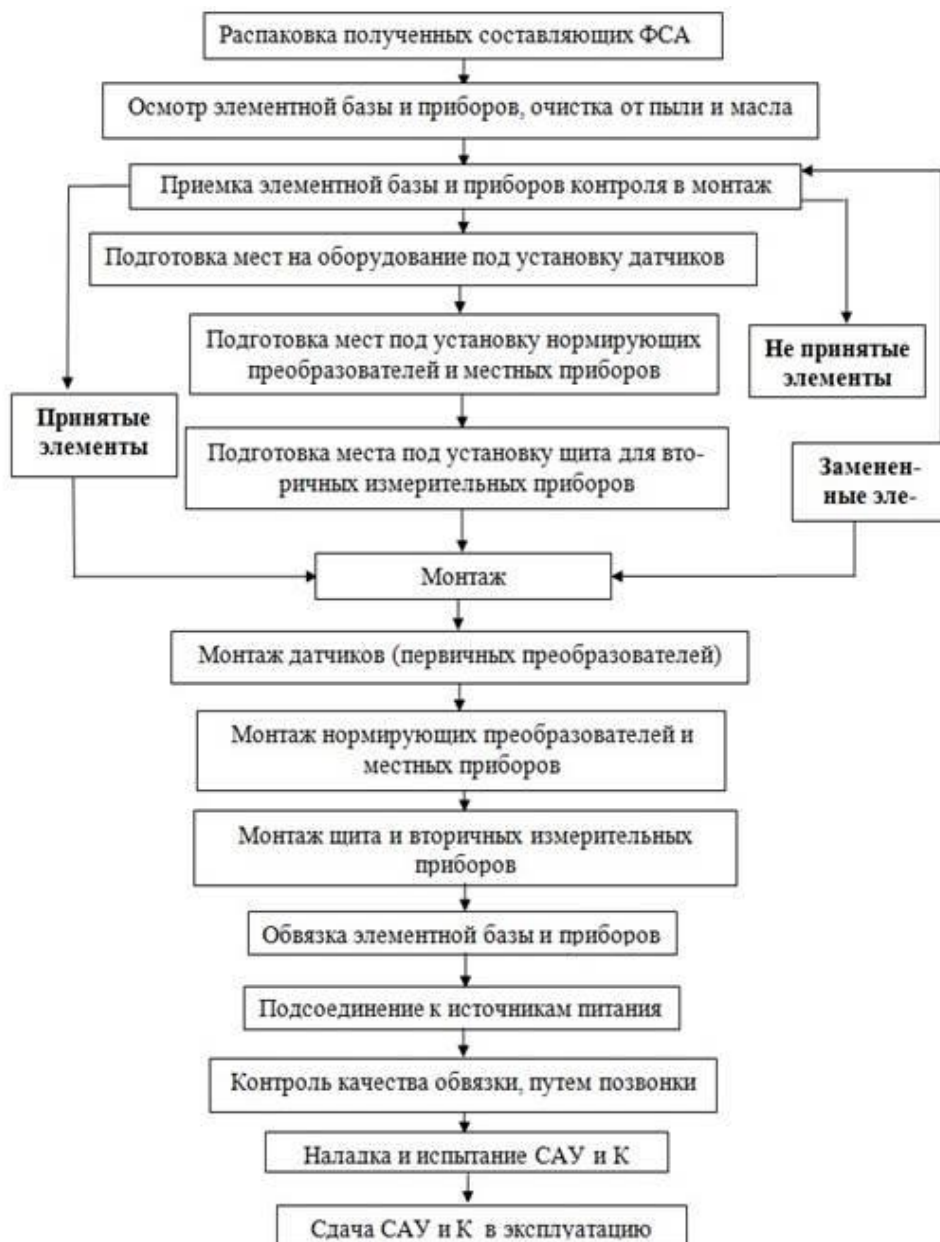 Распаковка полученных составляющих ФСА
Осмотр элементной базы и приборов, очистка от пыли и масла
Приемка элементной базы и приборов контроля в монтаж
Подготовка мест на оборудование под установку датчиков
Подготовка мест под установку нормирующих
преобразователей и местных приборов
Не принятые
элементы
Принятые
элементы
Подготовка места под установку щита для вто-
ричных измерительных приборов
Заменен-
ные эле-
Монтаж
Монтаж датчиков (первичных преобразователей)
Монтаж нормирующих преобразователей и
местных приборов
Монтаж щита и вторичных измерительных
приборов
Обвязка элементной базы и приборов
Подсоединение к источникам питания
Контроль качества обвязки, путем позвонки
Наладка и испытание САУ и К
Сдача САУ и К в эксплуатацию